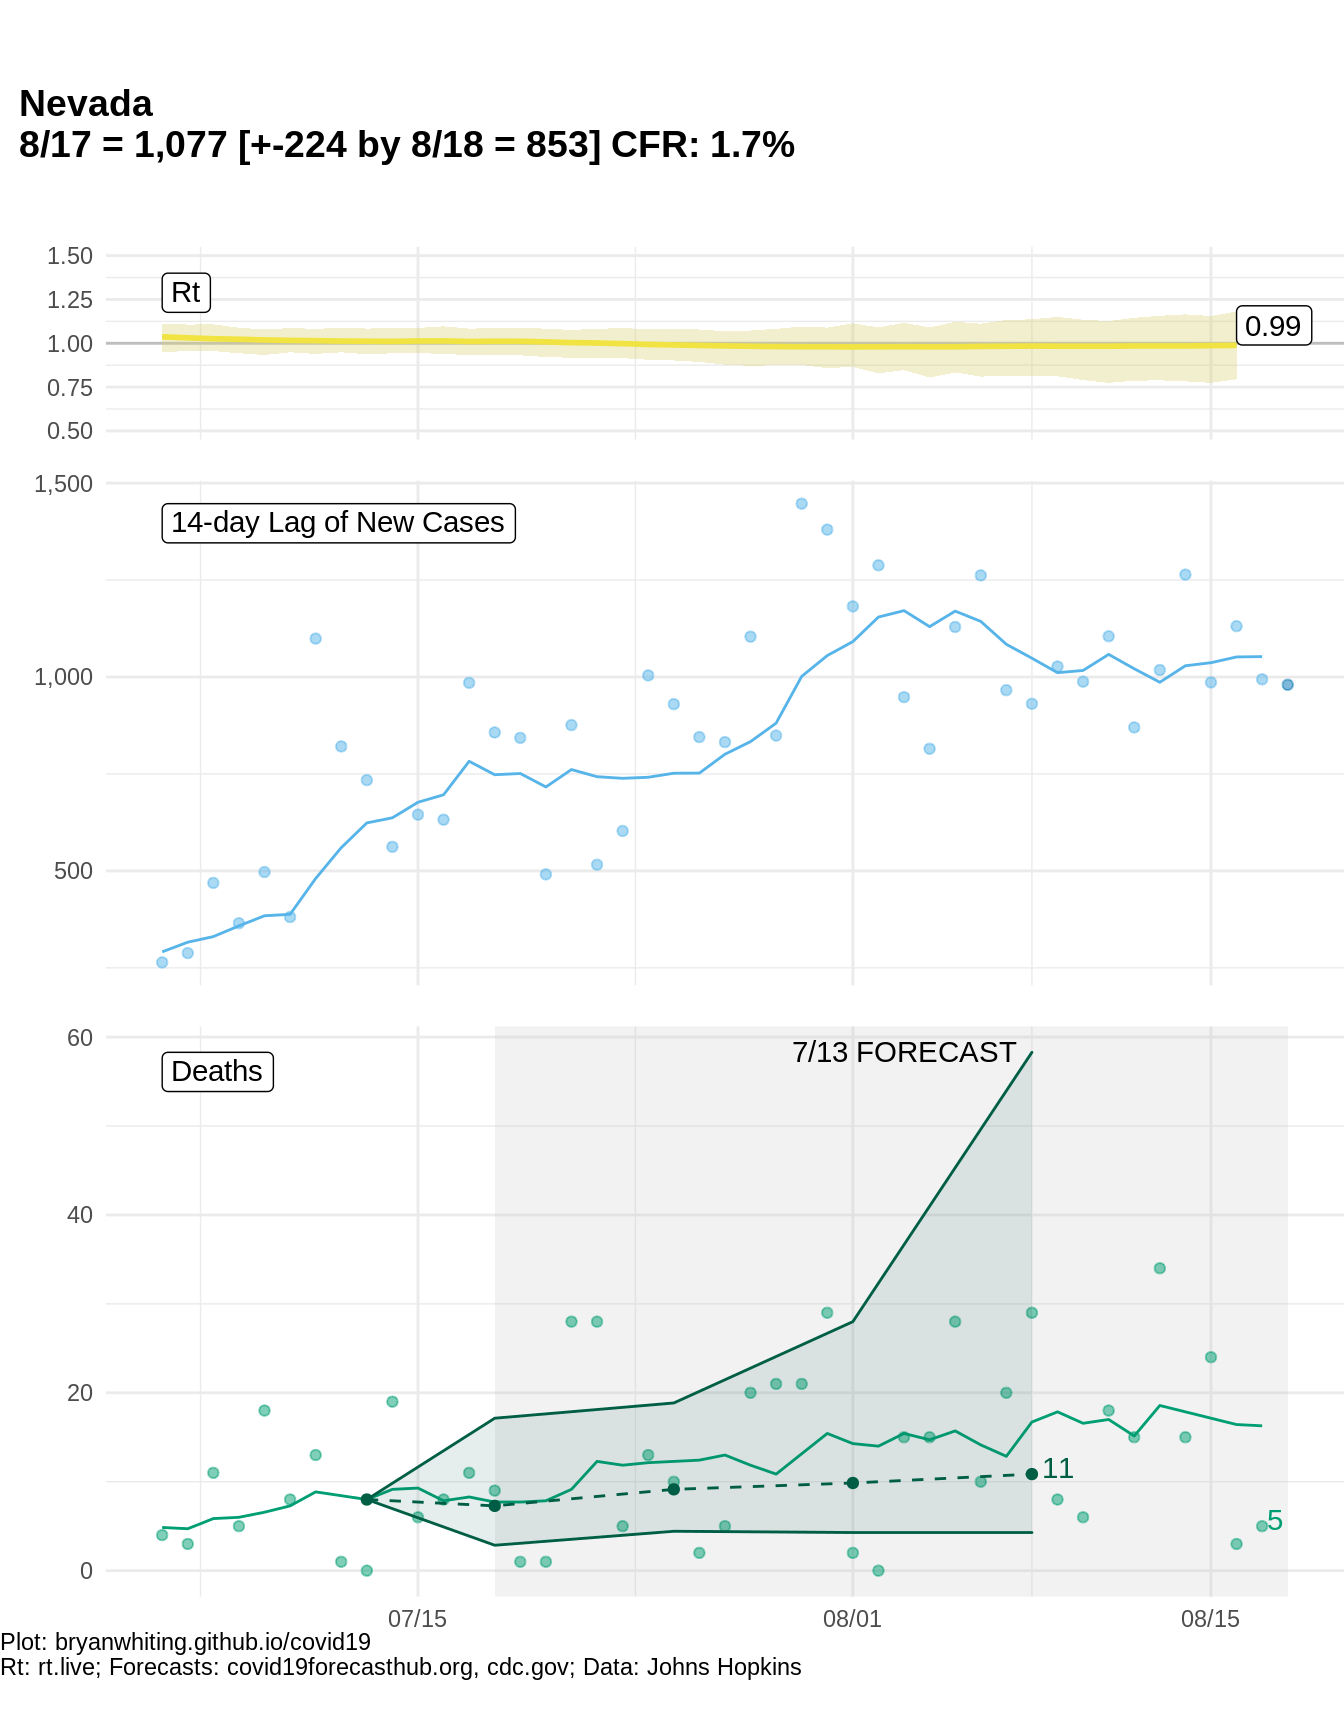 Nevada
8/17 = 1,077 [+-224 by 8/18 = 853] CFR: 1.7%
1.50
Rt
1.25
0.99
1.00
0.75
0.50
1,500
14-day Lag of New Cases
1,000
500
60
7/13 FORECAST
Deaths
40
20
11
5
0
07/15
08/01
08/15
Plot: bryanwhiting.github.io/covid19
Rt: rt.live; Forecasts: covid19forecasthub.org, cdc.gov; Data: Johns Hopkins